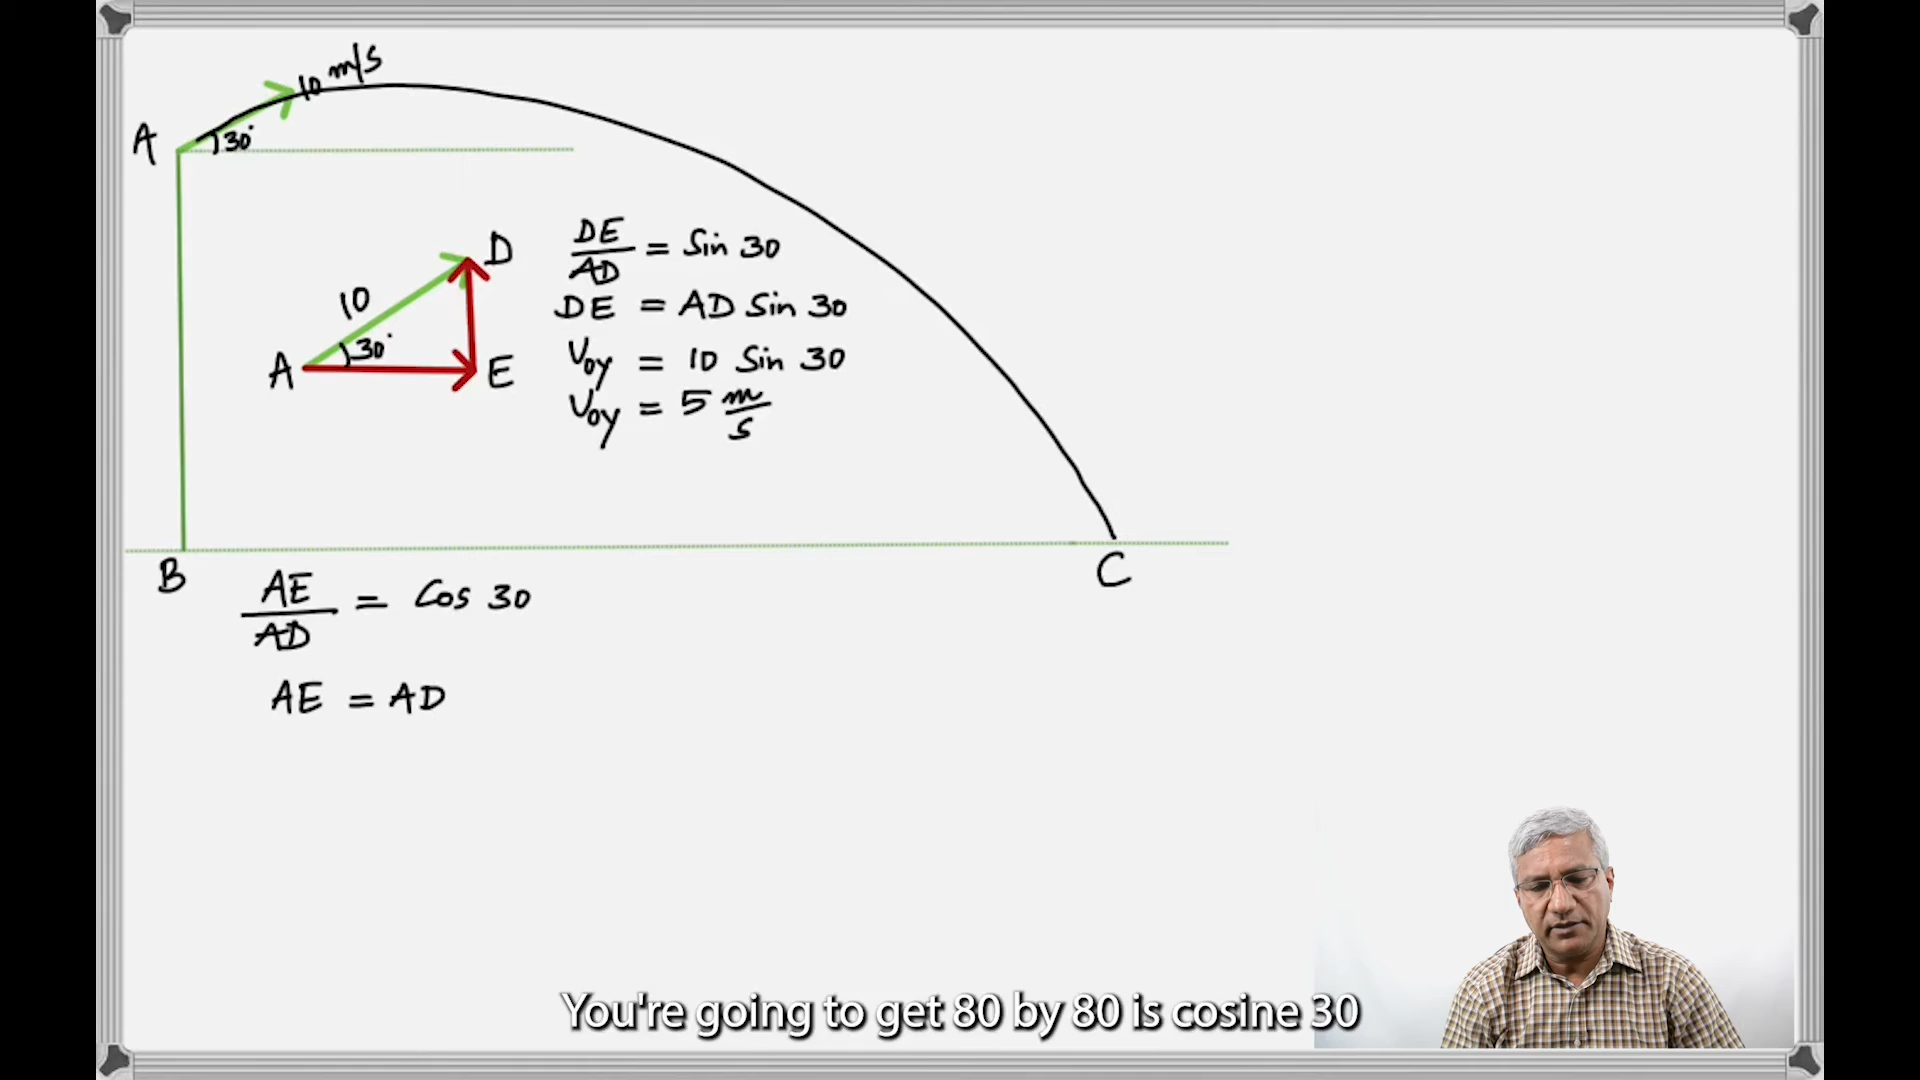 10 m/s
A
30°
D
10
30°
A
E
DE/AD = Sin 30
DE = AD Sin 30
Voy = 10 Sin 30
Voy = 5 m/s
B
C
AE/AD = Cos 30
AE = AD
You're going to get 80 by 80 is cosine 30